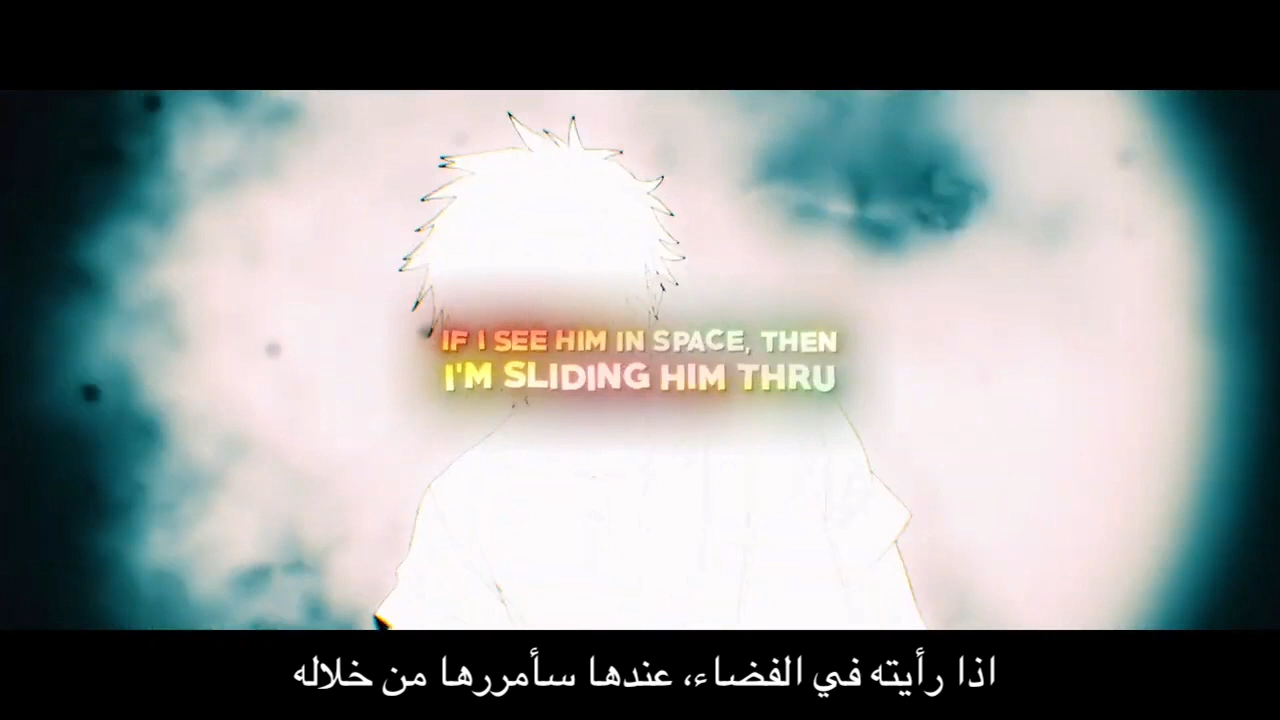 IF I SEE HIM IN SPACE, THEN
I'M SLIDING HIM THRU
اذا رأيته في الفضاء، عندها سأمررها من خلاله